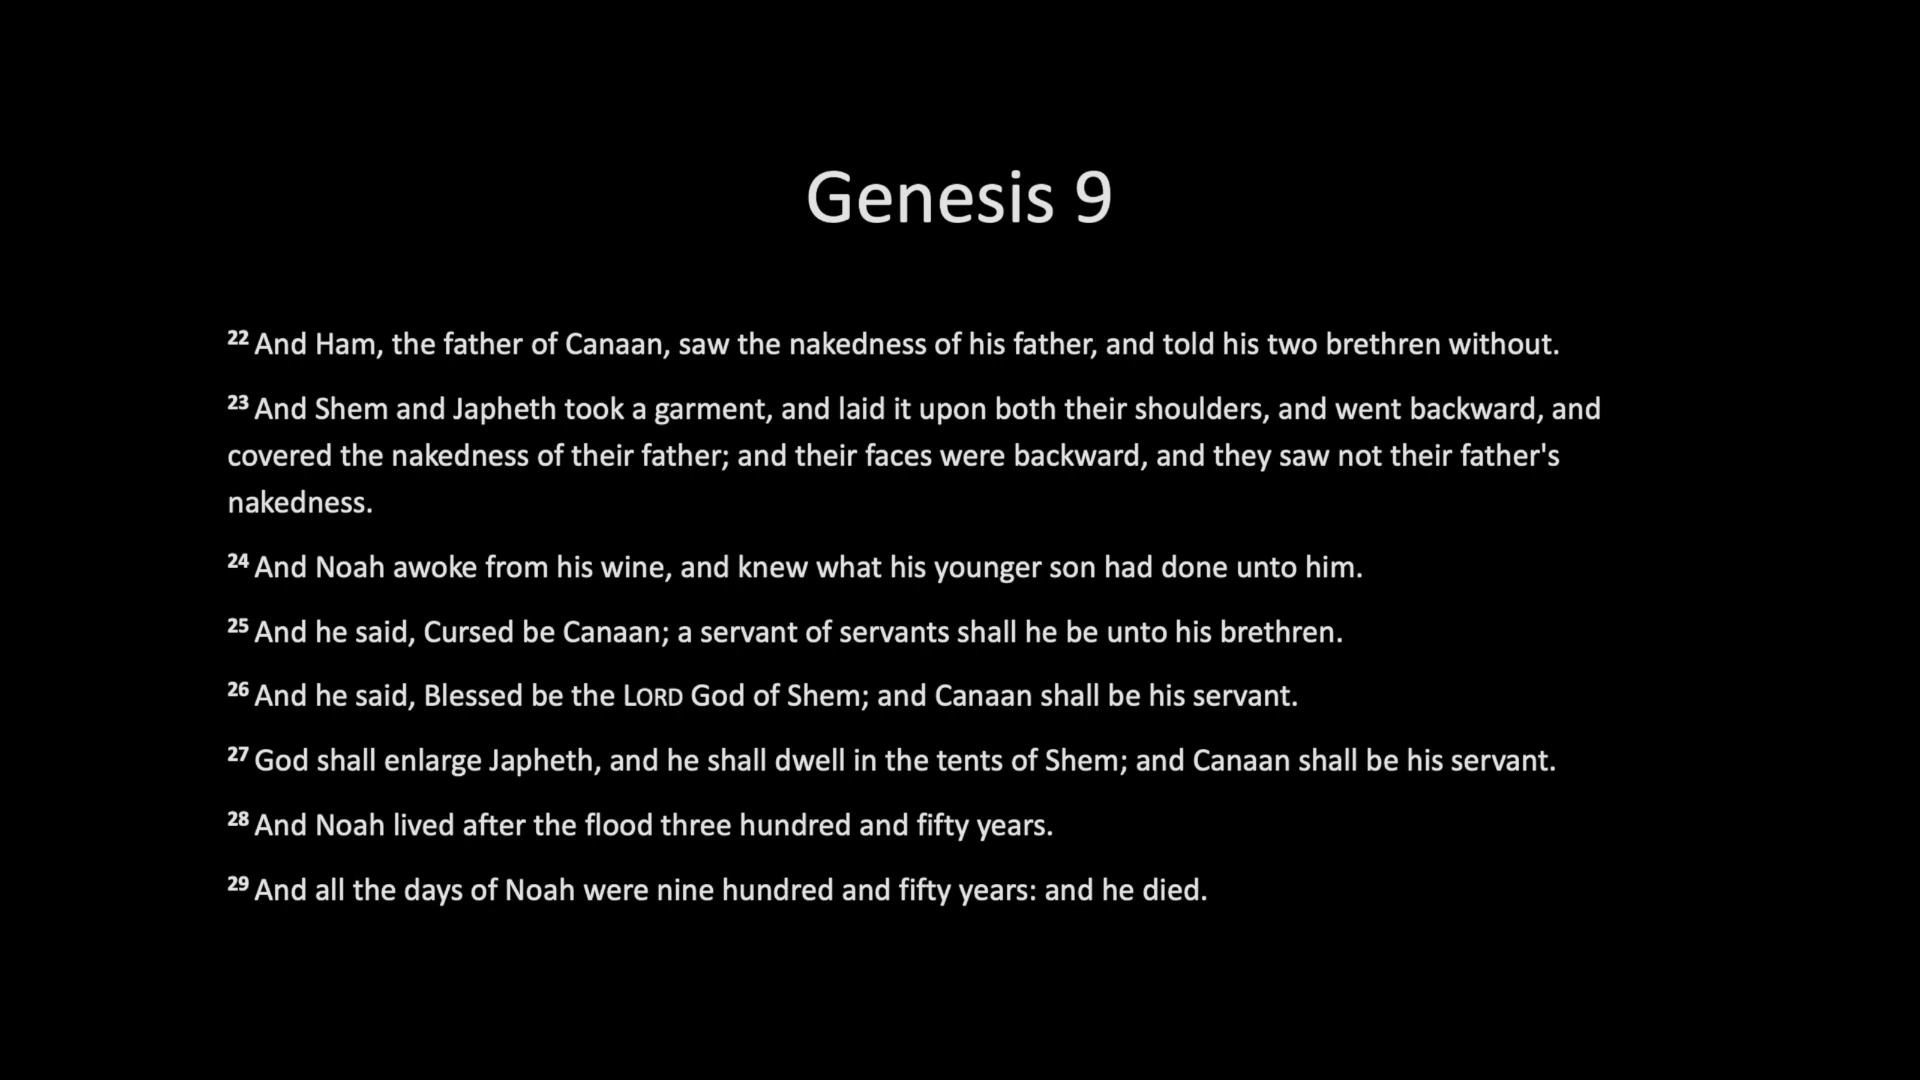 Genesis 9
22 And Ham, the father of Canaan, saw the nakedness of his father, and told his two brethren without.
23 And Shem and Japheth took a garment, and laid it upon both their shoulders, and went backward, and
covered the nakedness of their father; and their faces were backward, and they saw not their father's
nakedness.
24 And Noah awoke from his wine, and knew what his younger son had done unto him.
25 And he said, Cursed be Canaan; a servant of servants shall he be unto his brethren.
26 And he said, Blessed be the LORD God of Shem; and Canaan shall be his servant.
27 God shall enlarge Japheth, and he shall dwell in the tents of Shem; and Canaan shall be his servant.
28 And Noah lived after the flood three hundred and fifty years.
29 And all the days of Noah were nine hundred and fifty years: and he died.